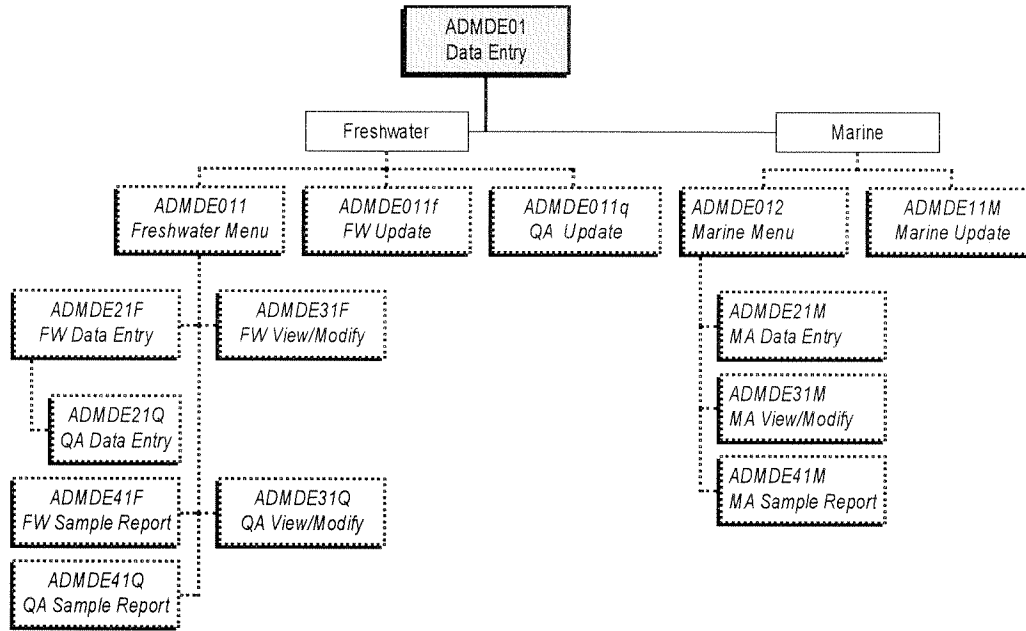 ADMDE01
Data Entry
Freshwater
Marine
ADMDE011
Freshwater Menu
ADMDE011f
FW Update
ADMDE011q
QA Update
ADMDE012
Marine Menu
ADMDE11M
Marine Update
ADMDE21F
FW Data Entry
ADMDE31F
FW View/Modify
ADMDE21M
MA Data Entry
ADMDE21Q
QA Data Entry
ADMDE31M
MA View/Modify
ADMDE41F
FW Sample Report
ADMDE31Q
QA View/Modify
ADMDE41M
MA Sample Report
ADMDE41Q
QA Sample Report